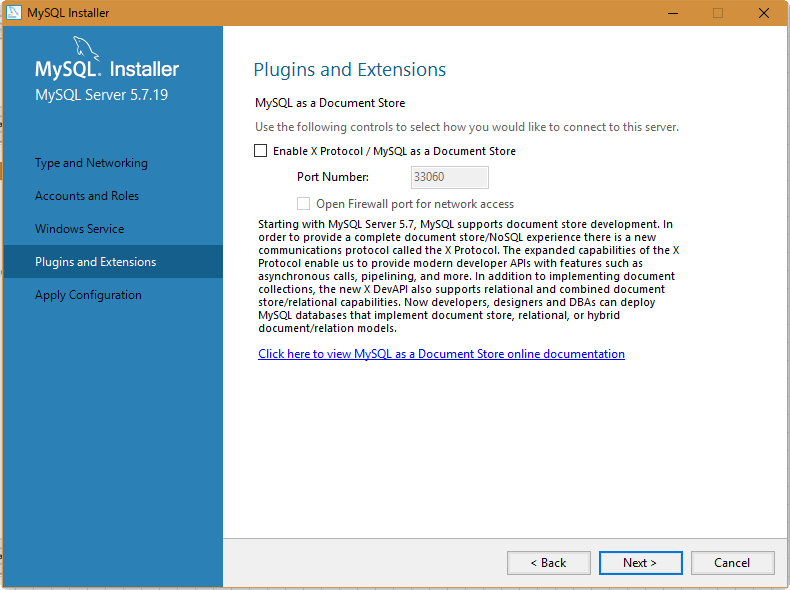 MySQL Installer
MySQL. Installer
MySQL Server 5.7.19
Type and Networking
Accounts and Roles
Windows Service
Plugins and Extensions
Apply Configuration
Plugins and Extensions
MySQL as a Document Store
Use the following controls to select how you would like to connect to this server.
Enable X Protocol / MySQL as a Document Store
Port Number: 33060
Open Firewall port for network access
Starting with MySQL Server 5.7, MySQL supports document store development. In
order to provide a complete document store/NoSQL experience there is a new
communications protocol called the X Protocol. The expanded capabilities of the X
Protocol enable us to provide modern developer APIs with features such as
asynchronous calls, pipelining, and more. In addition to implementing document
collections, the new X DevAPI also supports relational and combined document
store/relational capabilities. Now developers, designers and DBAs can deploy
MySQL databases that implement document store, relational, or hybrid
document/relation models.
Click here to view MySQL as a Document Store online documentation
< Back
Next >
Cancel